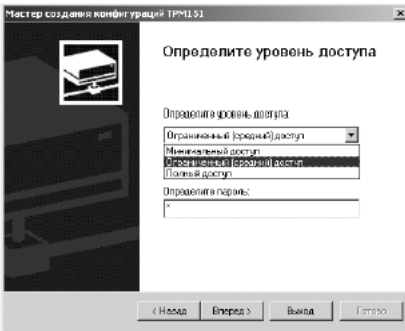 Мастер создания конфигураций ТРМ151
Определите уровень доступа
Определите уровень доступа:
Ограниченный (средний) доступ
Минимальный доступ
Ограниченный (средний) доступ
Полный доступ
Определите пароль:
*
< Назад Вперед > Выход Готово